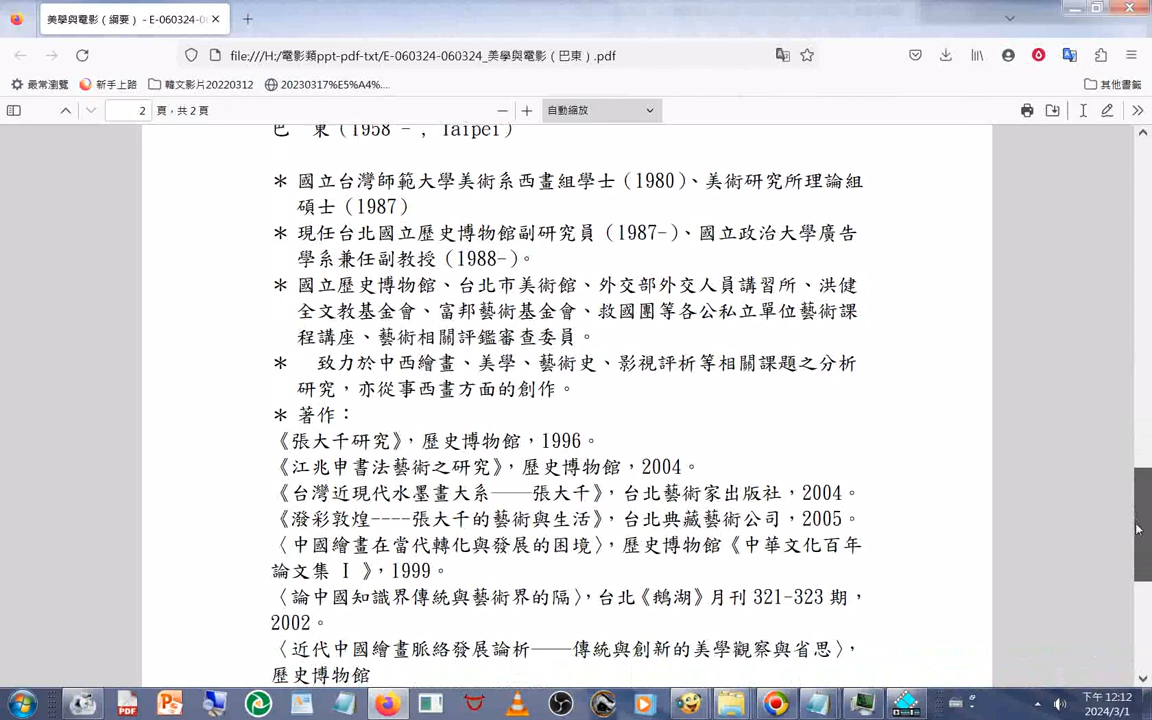 美學與電影（綱要） - E-060324-0
file:///H:/電影類ppt-pdf-txt/E-060324-060324_美學與電影（巴東）.pdf
最常瀏覽 新手上路 韓文影片20220312 20230317%E5%A4%... 其他書籤
2 頁，共 2 頁 自動縮放
巴 東(1958 - , Taipei)
＊ 國立台灣師範大學美術系西畫組學士（1980）、美術研究所理論組
碩士（1987）
＊ 現任台北國立歷史博物館副研究員（1987-）、國立政治大學廣告
學系兼任副教授（1988-）。
＊ 國立歷史博物館、台北市美術館、外交部外交人員講習所、洪健
全文教基金會、富邦藝術基金會、救國團等各公私立單位藝術課
程講座、藝術相關評鑑審查委員。
＊ 致力於中西繪畫、美學、藝術史、影視評析等相關課題之分析
研究，亦從事西畫方面的創作。
＊ 著作：
《張大千研究》，歷史博物館，1996。
《江兆申書法藝術之研究》，歷史博物館，2004。
《台灣近現代水墨畫大系──張大千》，台北藝術家出版社，2004。
《潑彩敦煌----張大千的藝術與生活》，台北典藏藝術公司，2005。
〈中國繪畫在當代轉化與發展的困境〉，歷史博物館《中華文化百年
論文集 I 》，1999。
〈論中國知識界傳統與藝術界的隔〉，台北《鵝湖》月刊 321-323 期，
2002。
〈近代中國繪畫脈絡發展論析──傳統與創新的美學觀察與省思〉，
歷史博物館
下午 12:12
2024/3/1